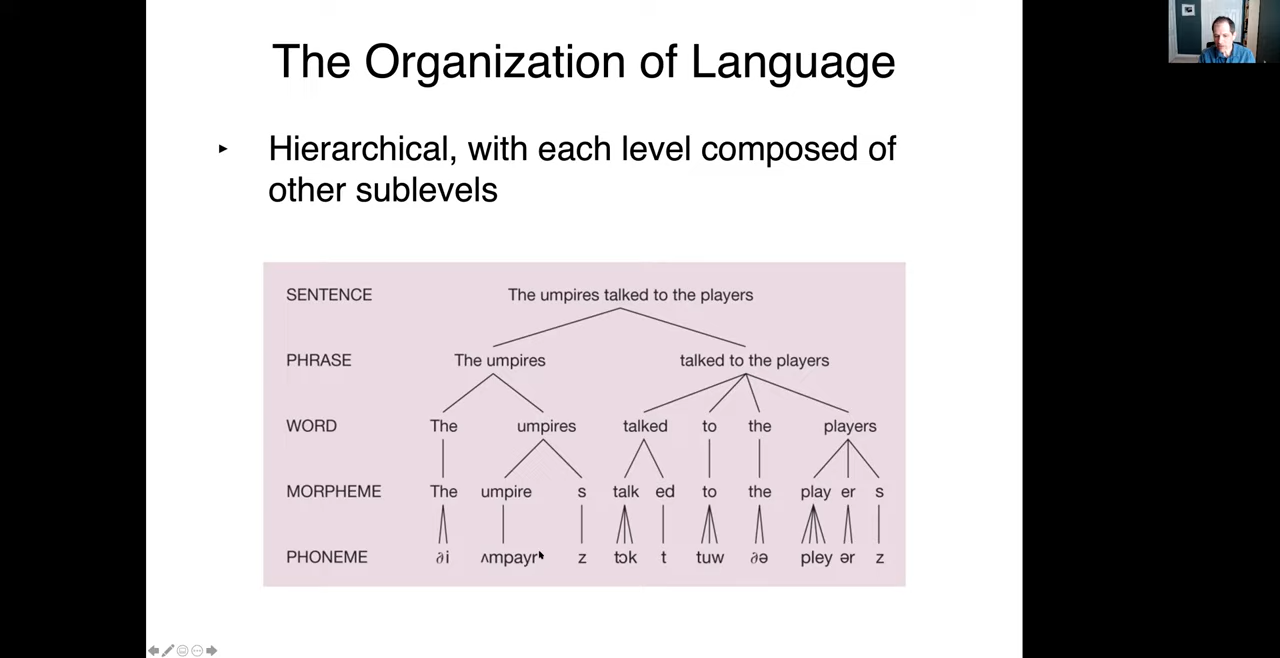 The Organization of Language
▸ Hierarchical, with each level composed of
other sublevels
SENTENCE The umpires talked to the players
PHRASE The umpires talked to the players
WORD The umpires talked to the players
MORPHEME The umpire s talk ed to the play er s
PHONEME ∂i ʌmpayr z tɔk t tuw ∂ə pley ər z